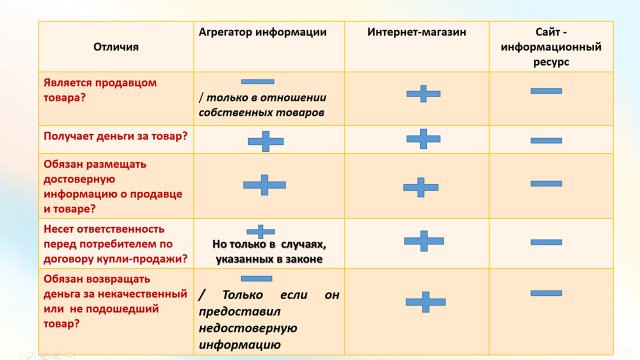 Отличия
Агрегатор информации
Интернет-магазин
Сайт -
информационный
ресурс
Является продавцом
товара?
/ только в отношении
собственных товаров
Получает деньги за товар?
Обязан размещать
достоверную
информацию о продавце
и товаре?
Несет ответственность
перед потребителем по
договору купли-продажи?
Но только в случаях,
указанных в законе
Обязан возвращать
деньга за некачественный
или не подошедший
товар?
/ Только если он
предоставил
недостоверную
информацию